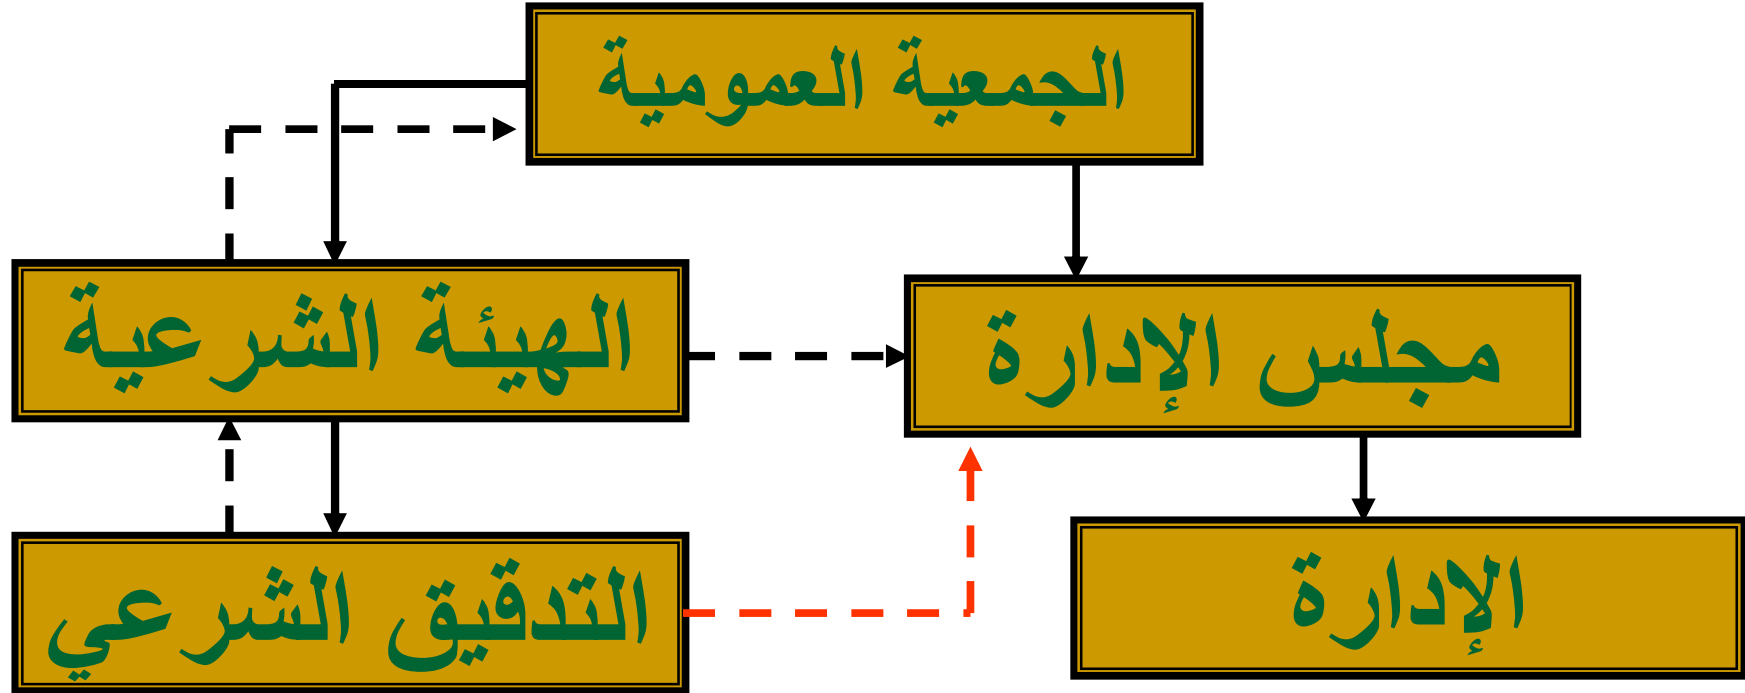 الجمعية العمومية
الهيئة الشرعية
مجلس الإدارة
التدقيق الشرعي
الإدارة